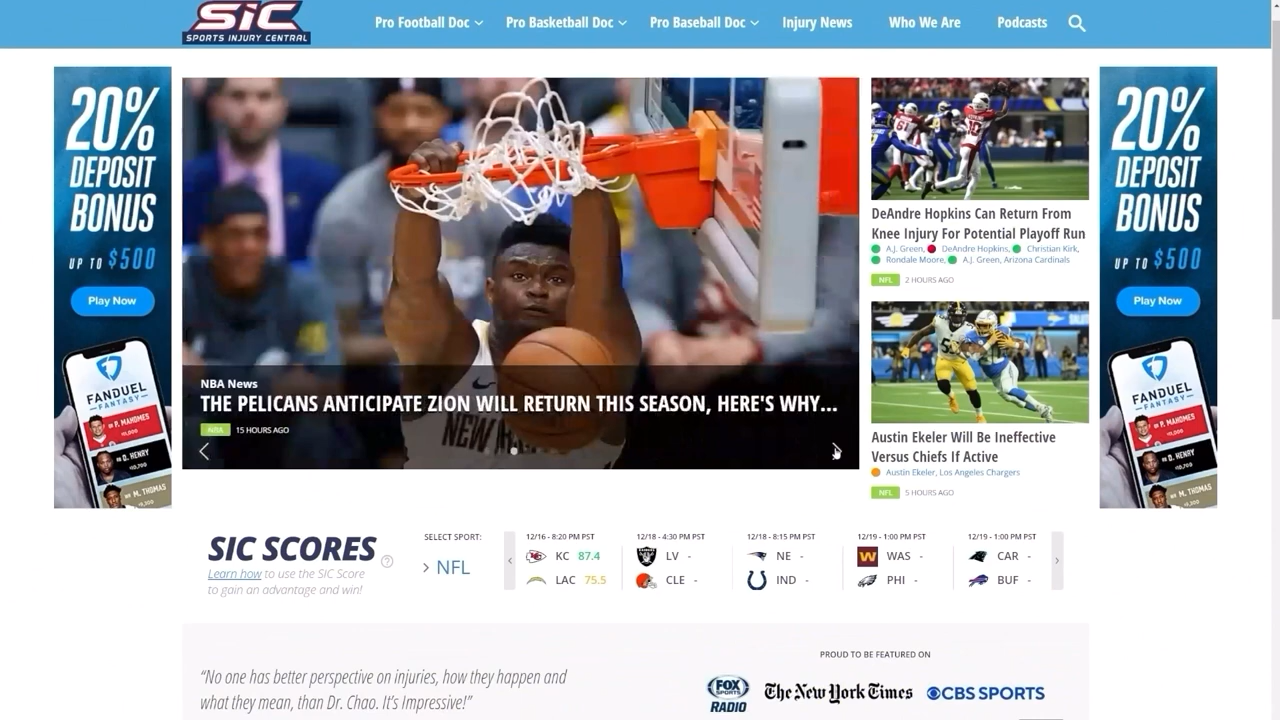 SIC
SPORTS INJURY CENTRAL
Pro Football Doc
Pro Basketball Doc
Pro Baseball Doc
Injury News
Who We Are
Podcasts
20%
DEPOSIT
BONUS
UP TO $500
Play Now
FANDUEL
FANTASY
P. MAHOMES
D. HENRY
M. THOMAS
NEW
NBA News
THE PELICANS ANTICIPATE ZION WILL RETURN THIS SEASON, HERE'S WHY...
NBA 15 HOURS AGO
DeAndre Hopkins Can Return From
Knee Injury For Potential Playoff Run
A.J. Green, DeAndre Hopkins, Christian Kirk,
Rondale Moore, A.J. Green, Arizona Cardinals
NFL 2 HOURS AGO
Austin Ekeler Will Be Ineffective
Versus Chiefs If Active
Austin Ekeler, Los Angeles Chargers
NFL 5 HOURS AGO
20%
DEPOSIT
BONUS
UP TO $500
Play Now
FANDUEL
FANTASY
P. MAHOMES
D. HENRY
M. THOMAS
SIC SCORES
Learn how to use the SIC Score
to gain an advantage and win!
SELECT SPORT:
NFL
12/16 - 8:20 PM PST
KC 87.4
LAC 75.5
12/18 - 4:30 PM PST
LV -
CLE -
12/18 - 8:15 PM PST
NE -
IND -
12/19 - 1:00 PM PST
WAS -
PHI -
12/19 - 1:00 PM PST
CAR -
BUF -
“No one has better perspective on injuries, how they happen and
what they mean, than Dr. Chao. It’s Impressive!”
PROUD TO BE FEATURED ON
FOX
SPORTS
RADIO
The New York Times
CBS SPORTS